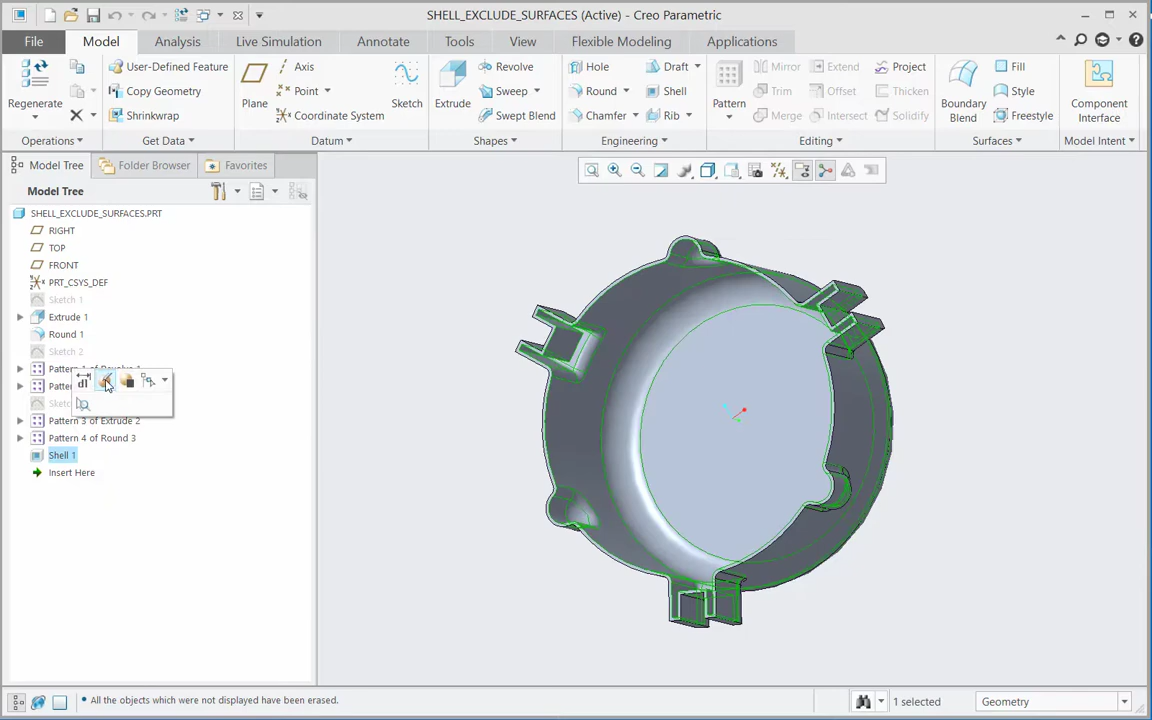 SHELL_EXCLUDE_SURFACES (Active) - Creo Parametric
File Model Analysis Live Simulation Annotate Tools View Flexible Modeling Applications
Regenerate
User-Defined Feature
Copy Geometry
Shrinkwrap
Plane
Axis
Point
Coordinate System
Sketch
Extrude
Revolve
Sweep
Swept Blend
Hole
Round
Chamfer
Draft
Shell
Rib
Pattern
Mirror
Trim
Merge
Extend
Offset
Intersect
Project
Thicken
Solidify
Boundary
Blend
Fill
Style
Freestyle
Component
Interface
Operations Get Data Datum Shapes Engineering Editing Surfaces Model Intent
Model Tree Folder Browser Favorites
Model Tree
SHELL_EXCLUDE_SURFACES.PRT
RIGHT
TOP
FRONT
PRT_CSYS_DEF
Sketch 1
Extrude 1
Round 1
Sketch 2
Pattern 3 of Extrude 2
Pattern 4 of Round 3
Shell 1
Insert Here
• All the objects which were not displayed have been erased.
1 selected
Geometry